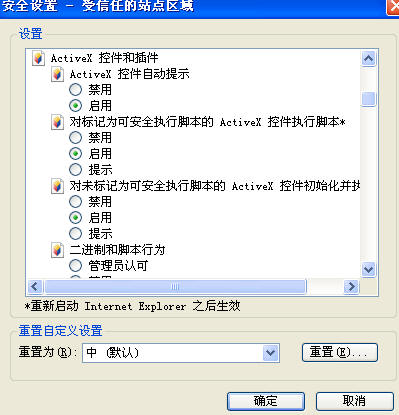 安全设置 - 受信任的站点区域
设置
ActiveX 控件和插件
ActiveX 控件自动提示
禁用
启用
对标记为可安全执行脚本的 ActiveX 控件执行脚本*
禁用
启用
提示
对未标记为可安全执行脚本的 ActiveX 控件初始化并执
禁用
启用
提示
二进制和脚本行为
管理员认可
*重新启动 Internet Explorer 之后生效
重置自定义设置
重置为(R): 中 (默认) 重置(E)...
确定 取消